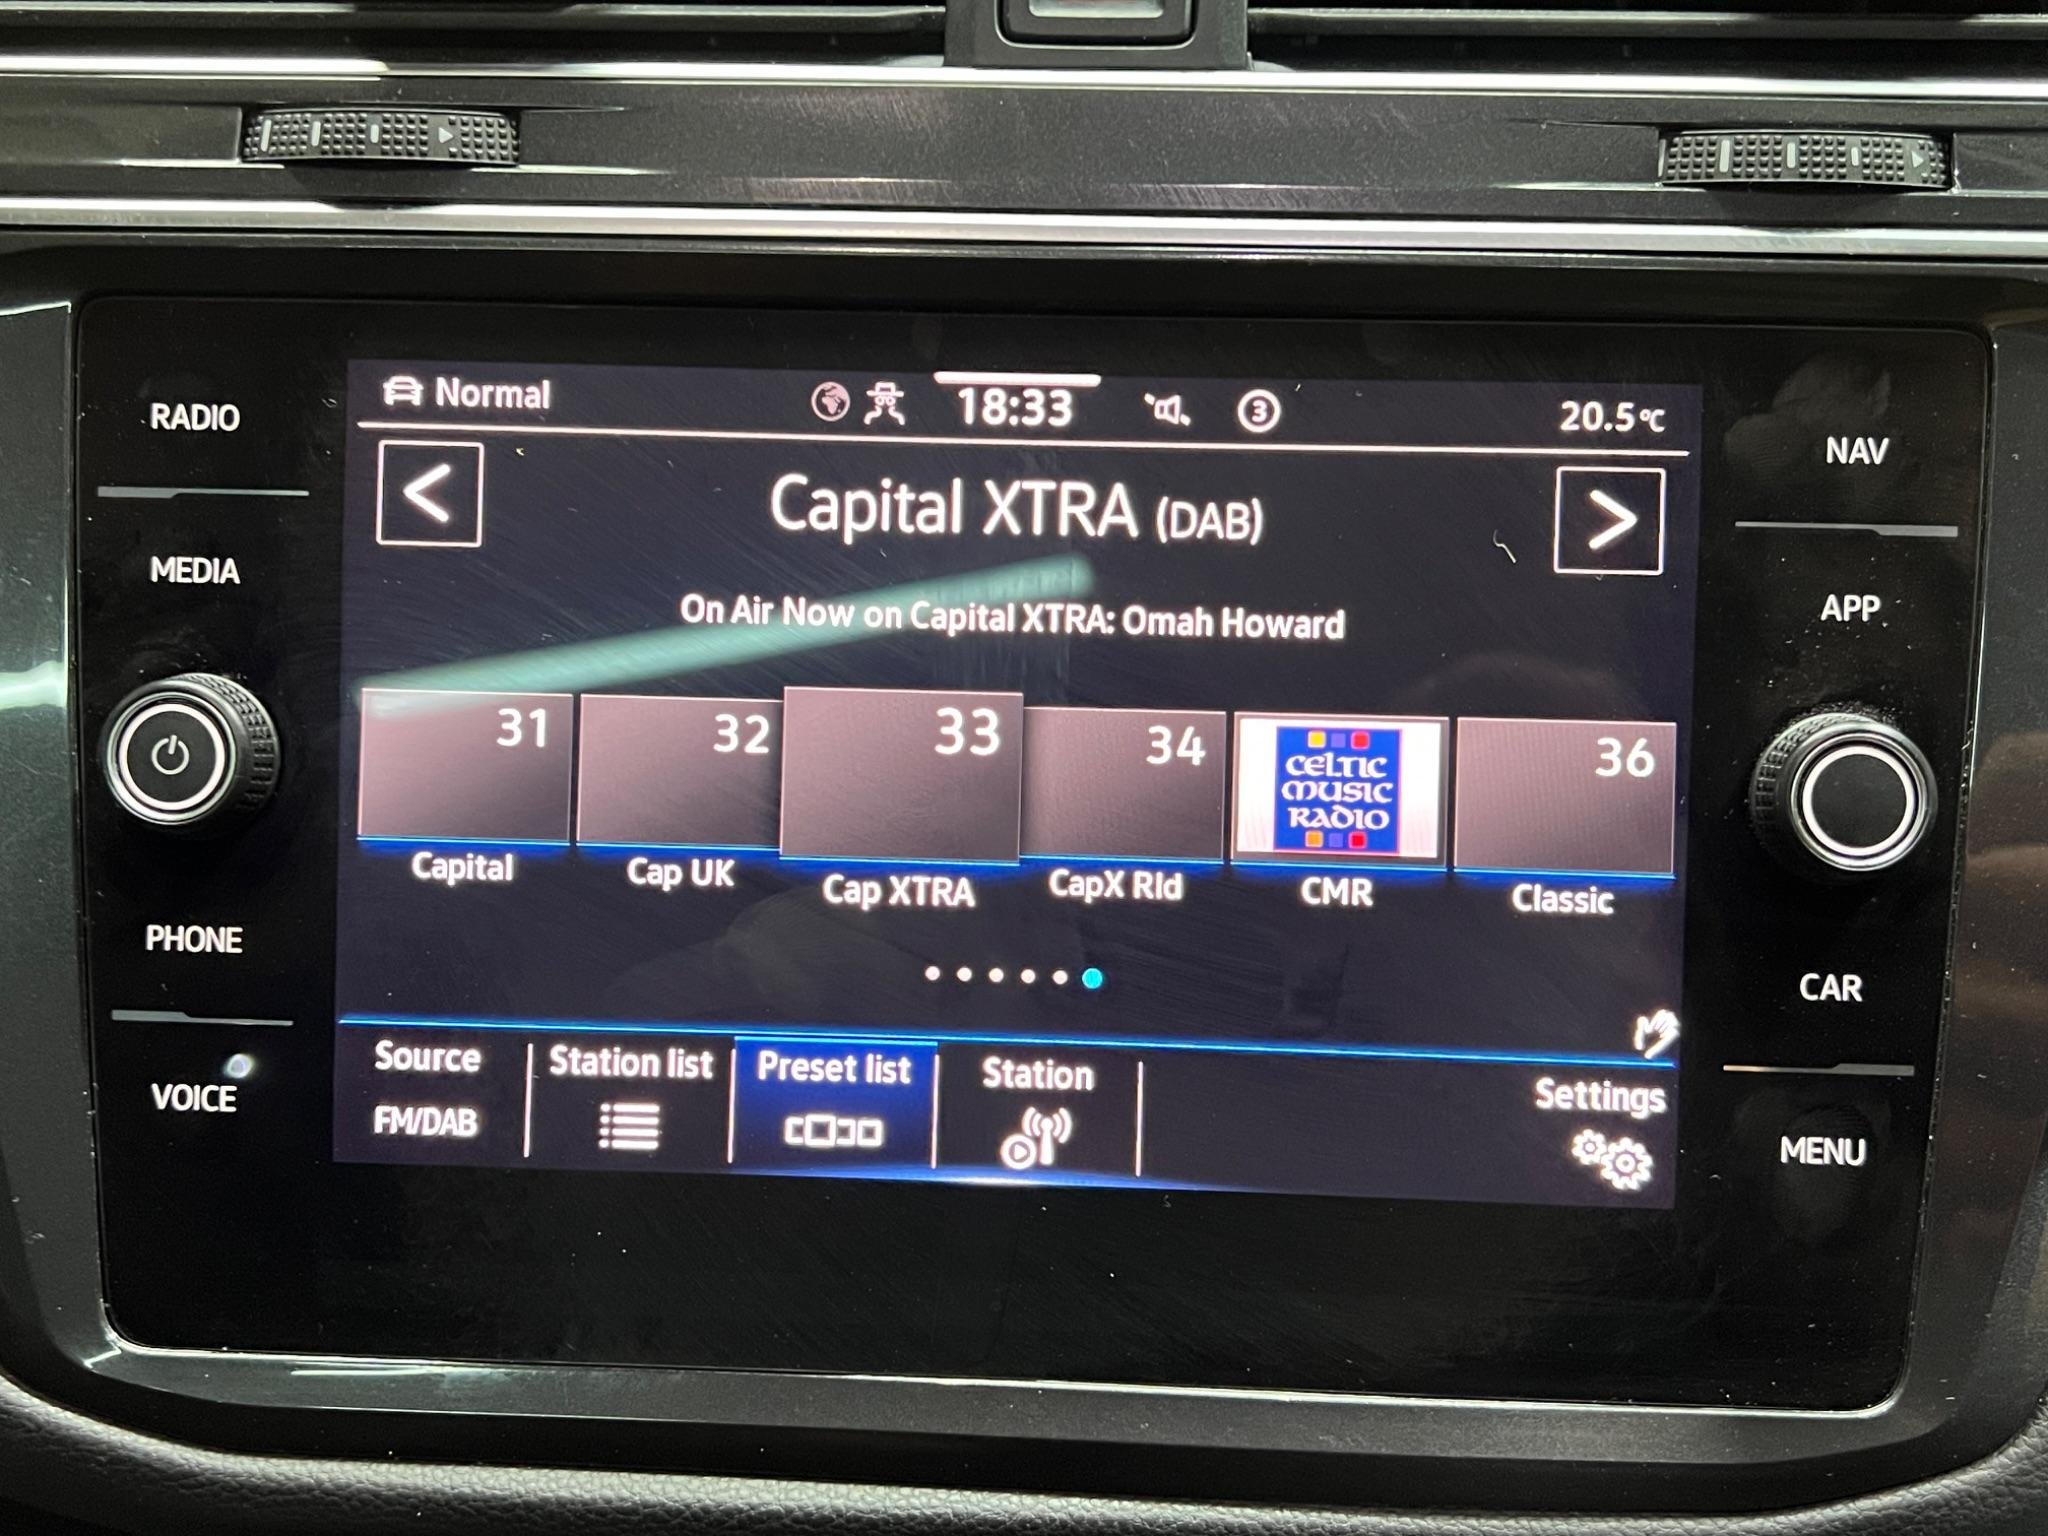 RADIO
MEDIA
PHONE
VOICE
Normal
18:33
3
20.5°C
<
Capital XTRA (DAB)
>
On Air Now on Capital XTRA: Omah Howard
31
32
33
34
CELTIC
MUSIC
RADIO
36
Capital
Cap UK
Cap XTRA
CapX Rld
CMR
Classic
Source
FM/DAB
Station list
Preset list
Station
Settings
NAV
APP
CAR
MENU